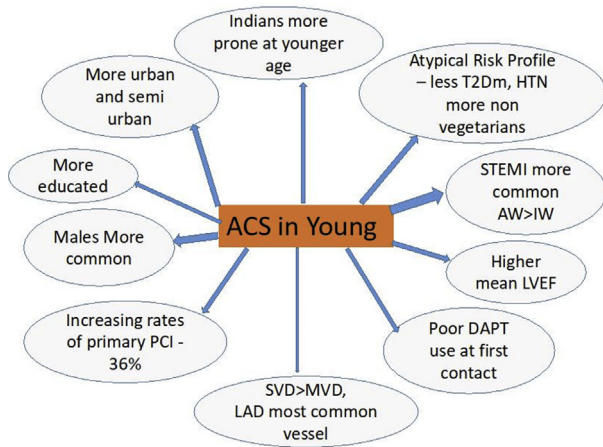 Indians more
prone at younger
age
Atypical Risk Profile
– less T2Dm, HTN
more non
vegetarians
More urban
and semi
urban
STEMI more
common
AW>IW
More
educated
ACS in Young
Males More
common
Higher
mean LVEF
Increasing rates
of primary PCI -
36%
Poor DAPT
use at first
contact
SVD>MVD,
LAD most common
vessel